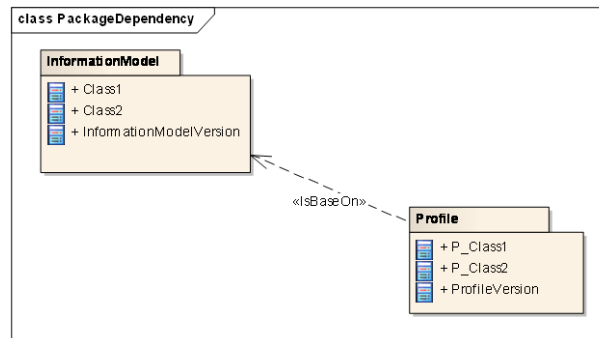 class PackageDependency
InformationModel
+ Class1
+ Class2
+ InformationModelVersion
«IsBaseOn»
Profile
+ P_Class1
+ P_Class2
+ ProfileVersion